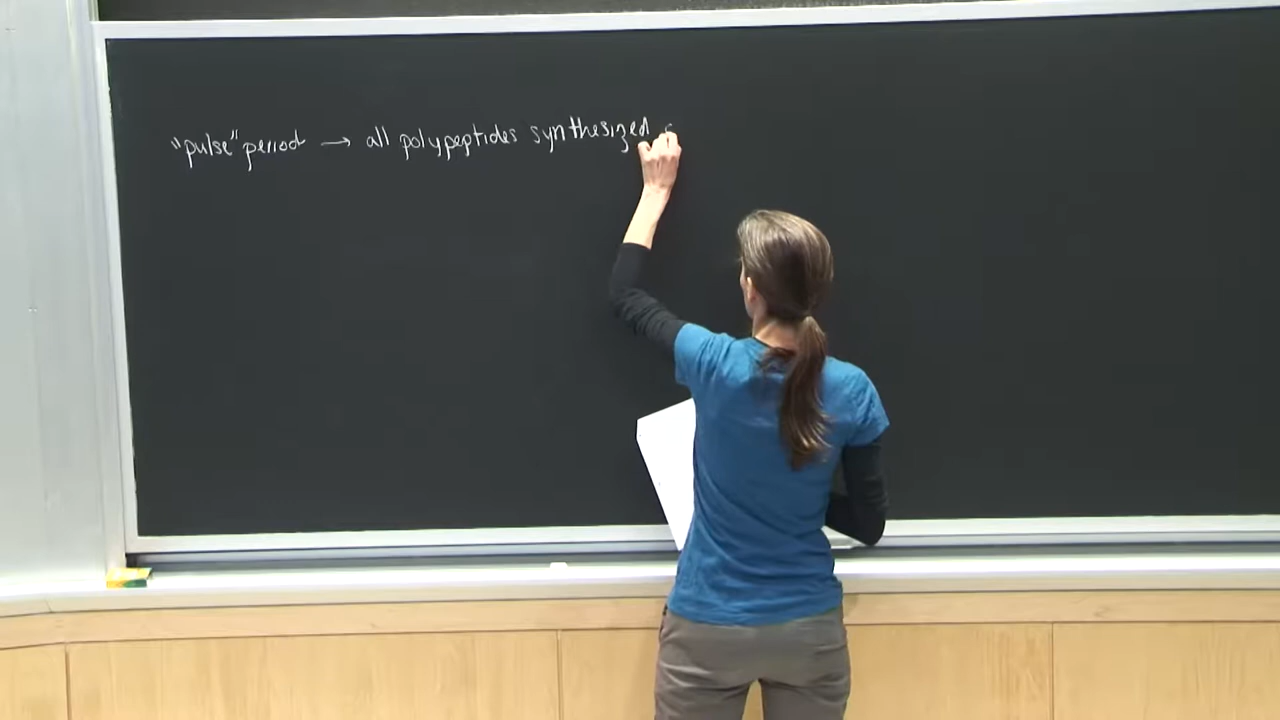 "pulse" period → all polypeptides synthesized